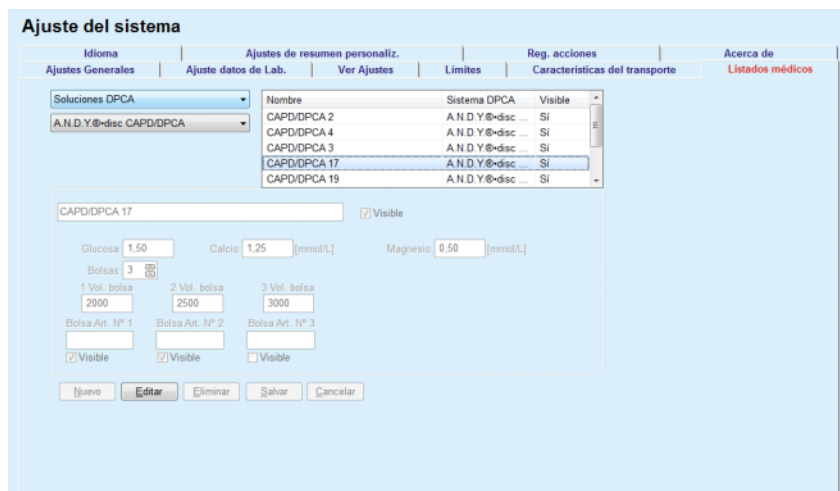 Ajuste del sistema
Idioma Ajustes de resumen personaliz. Reg. acciones Acerca de
Ajustes Generales Ajuste datos de Lab. Ver Ajustes Limites Características del transporte Listados médicos
Soluciones DPCA
A.N.D.Y.®•disc CAPD/DPCA
Nombre Sistema DPCA Visible
CAPD/DPCA 2 A.N.D.Y.®•disc ... Sí
CAPD/DPCA 4 A.N.D.Y.®•disc ... Sí
CAPD/DPCA 3 A.N.D.Y.®•disc ... Sí
CAPD/DPCA 17 A.N.D.Y.®•disc ... Sí
CAPD/DPCA 19 A.N.D.Y.®•disc ... Sí
CAPD/DPCA 17 Visible
Glucosa: 1,50 Calcio: 1,25 [mmol/L] Magnesio: 0,50 [mmol/L]
Bolsas: 3
1 Vol. bolsa 2 Vol. bolsa 3 Vol. bolsa
2000 2500 3000
Bolsa Art. Nº 1 Bolsa Art. Nº 2 Bolsa Art. Nº 3
Visible Visible Visible
Nuevo Editar Eliminar Salvar Cancelar